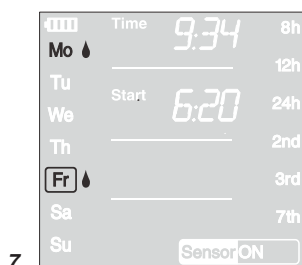 Time 9:34 8h
Mo
12h
Tu
Start 6:20 24h
We
2nd
Th
Fr 3rd
Sa 7th
Su Sensor ON
7